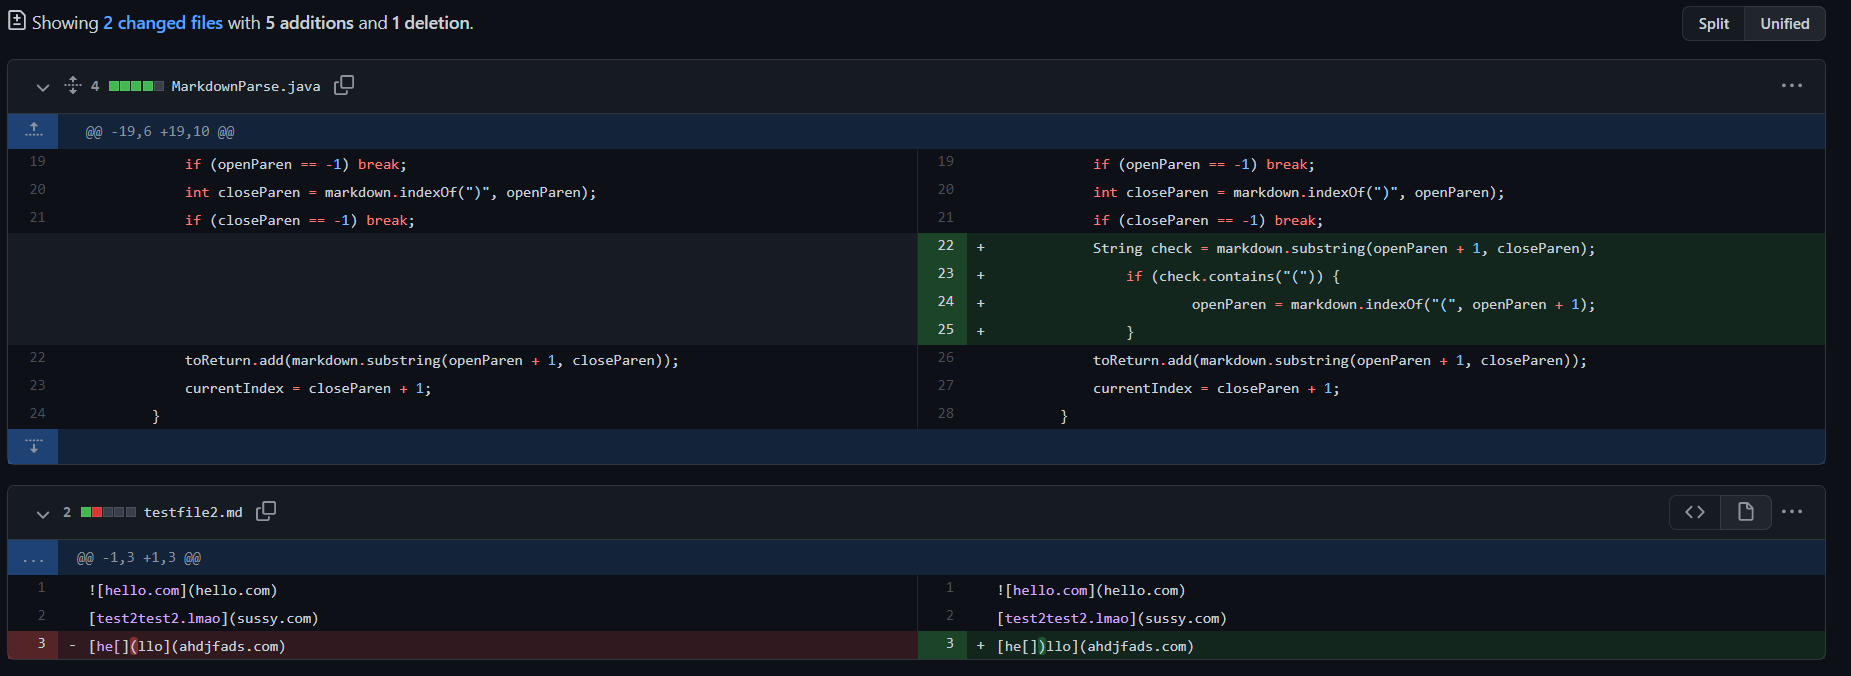 Showing 2 changed files with 5 additions and 1 deletion.
Split Unified
4 MarkdownParse.java
@@ -19,6 +19,10 @@
19 if (openParen == -1) break;
20 int closeParen = markdown.indexOf(")", openParen);
21 if (closeParen == -1) break;
22 toReturn.add(markdown.substring(openParen + 1, closeParen));
23 currentIndex = closeParen + 1;
24 }
19 if (openParen == -1) break;
20 int closeParen = markdown.indexOf(")", openParen);
21 if (closeParen == -1) break;
22 + String check = markdown.substring(openParen + 1, closeParen);
23 + if (check.contains("(")) {
24 + openParen = markdown.indexOf("(", openParen + 1);
25 + }
26 toReturn.add(markdown.substring(openParen + 1, closeParen));
27 currentIndex = closeParen + 1;
28 }
2 testfile2.md
... @@ -1,3 +1,3 @@
1 ![hello.com](hello.com)
2 [test2test2.lmao](sussy.com)
3 - [he[](llo](ahdjfads.com)
1 ![hello.com](hello.com)
2 [test2test2.lmao](sussy.com)
3 + [he[])llo](ahdjfads.com)